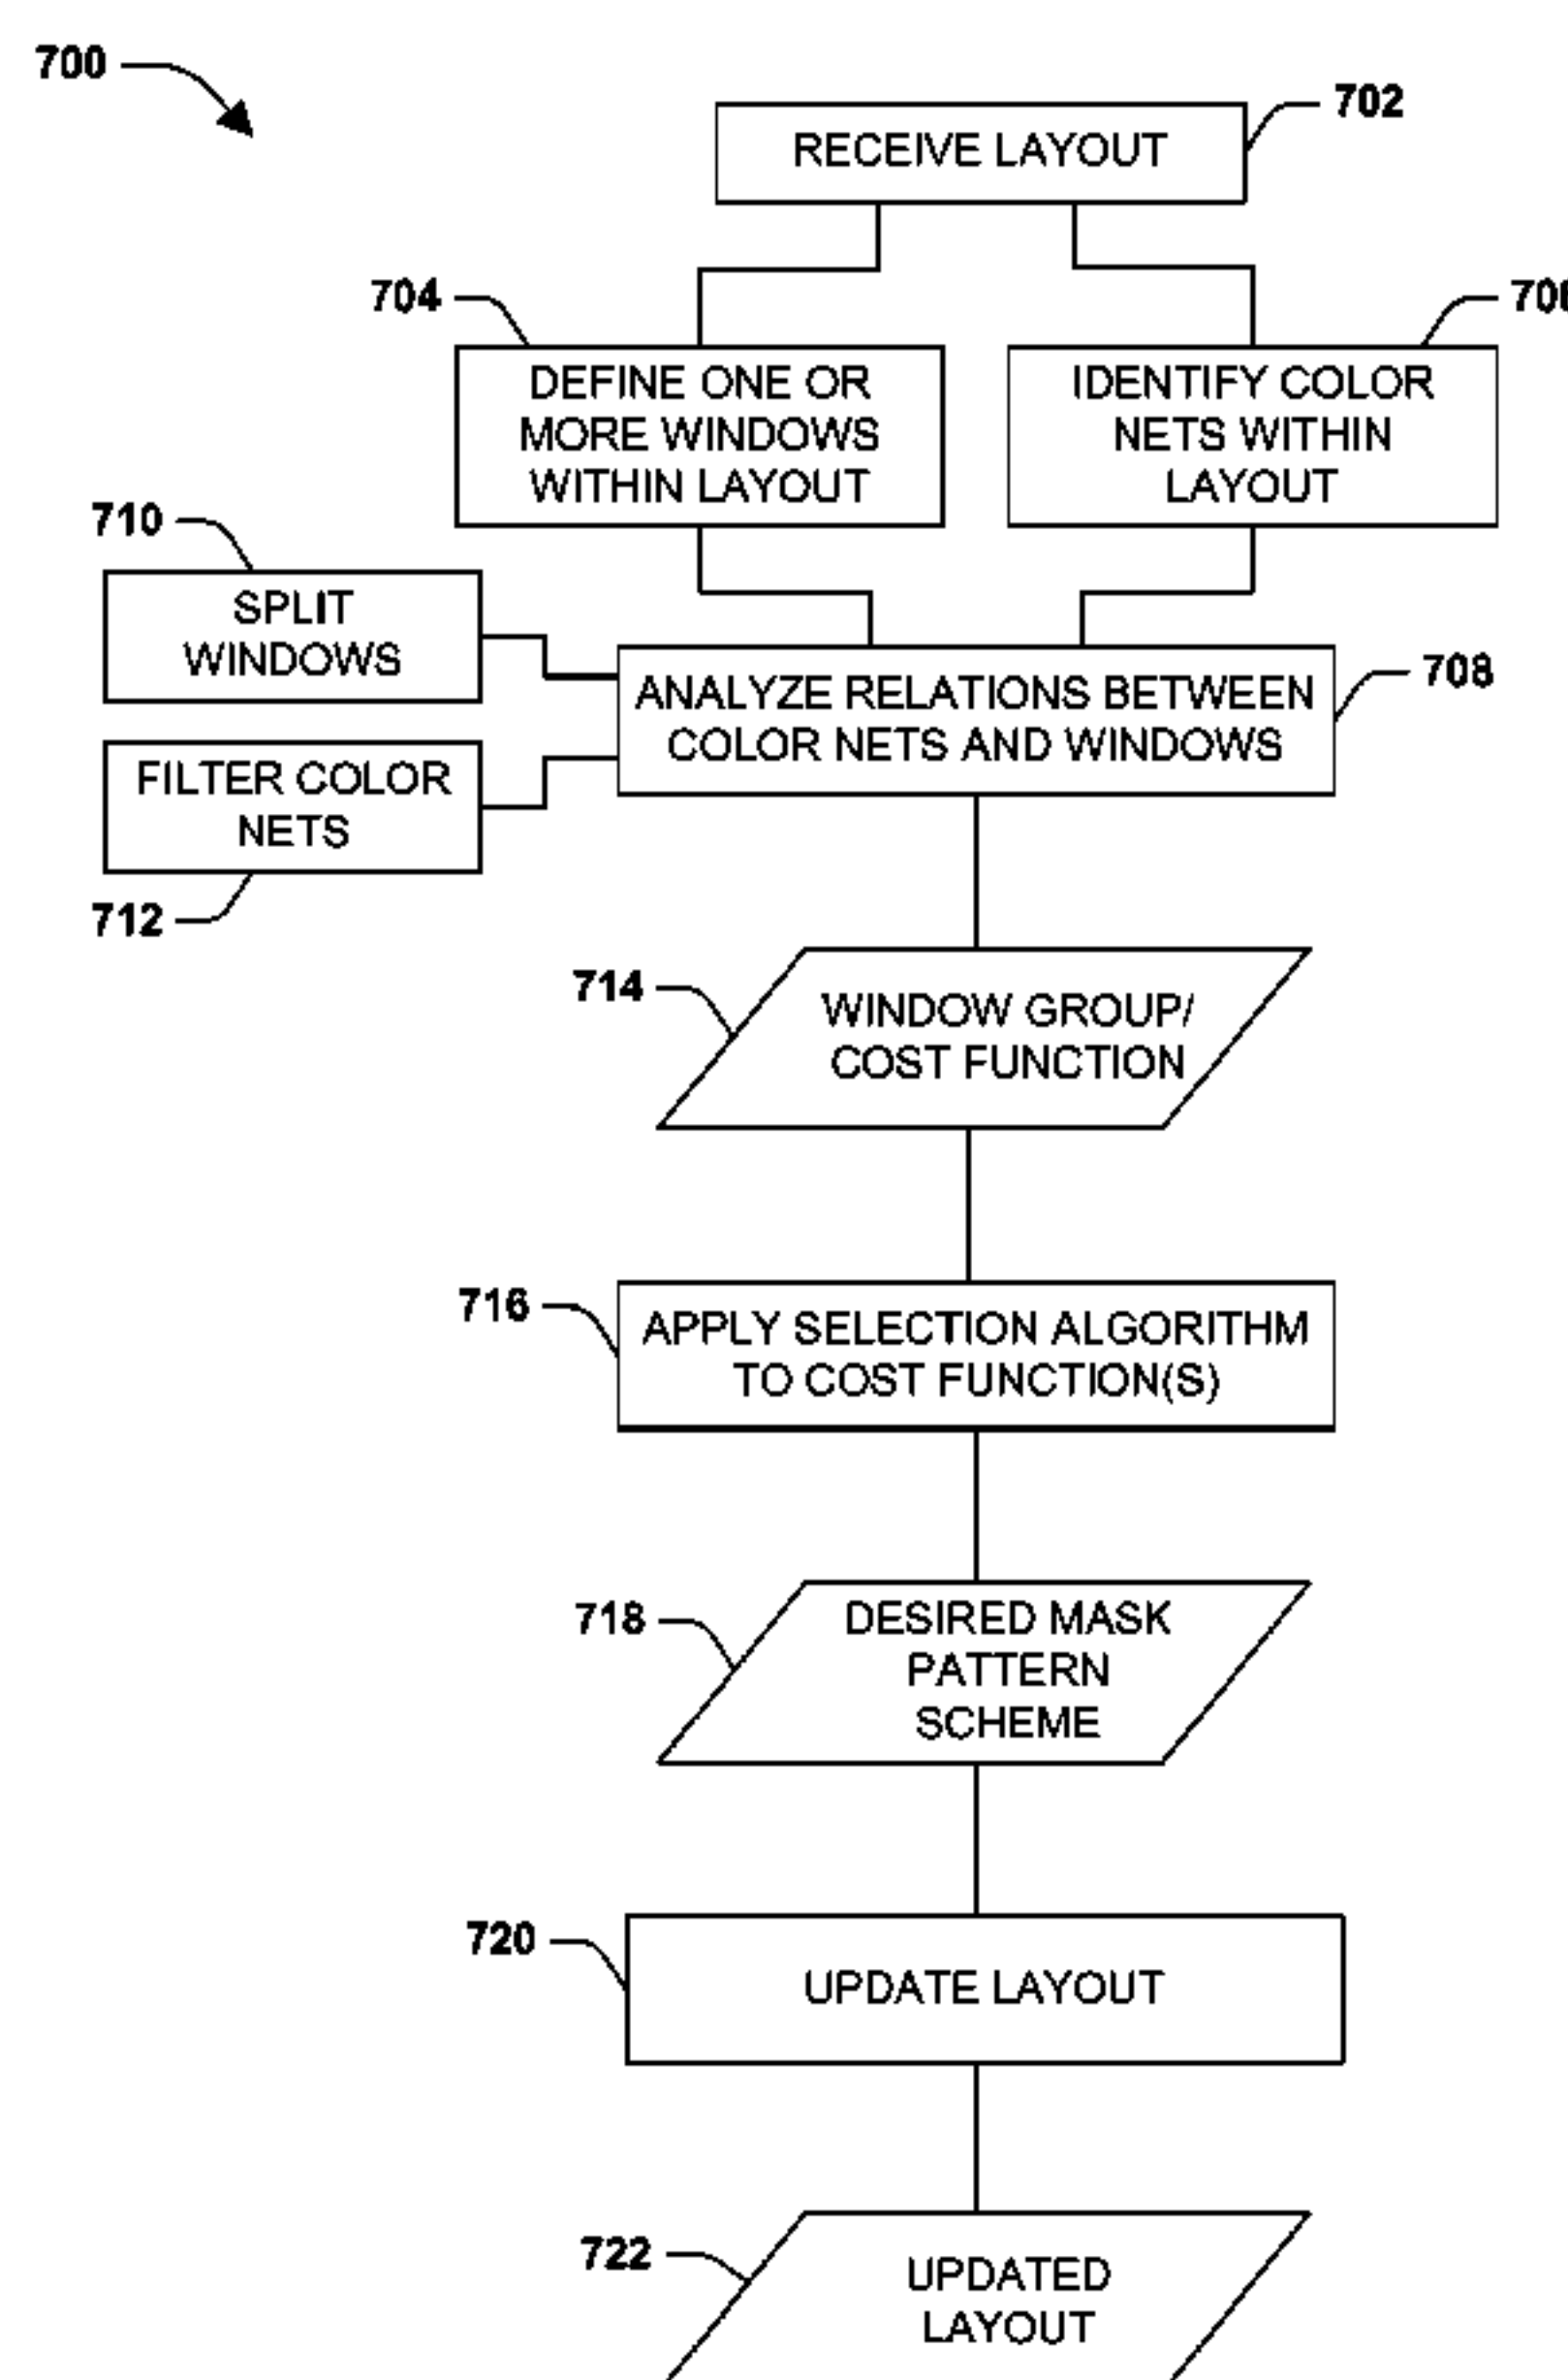 700
702
RECEIVE LAYOUT
704
DEFINE ONE OR
MORE WINDOWS
WITHIN LAYOUT
IDENTIFY COLOR
NETS WITHIN
LAYOUT
710
SPLIT
WINDOWS
708
ANALYZE RELATIONS BETWEEN
COLOR NETS AND WINDOWS
FILTER COLOR
NETS
712
714
WINDOW GROUP/
COST FUNCTION
716
APPLY SELECTION ALGORITHM
TO COST FUNCTION(S)
718
DESIRED MASK
PATTERN
SCHEME
720
UPDATE LAYOUT
722
UPDATED
LAYOUT